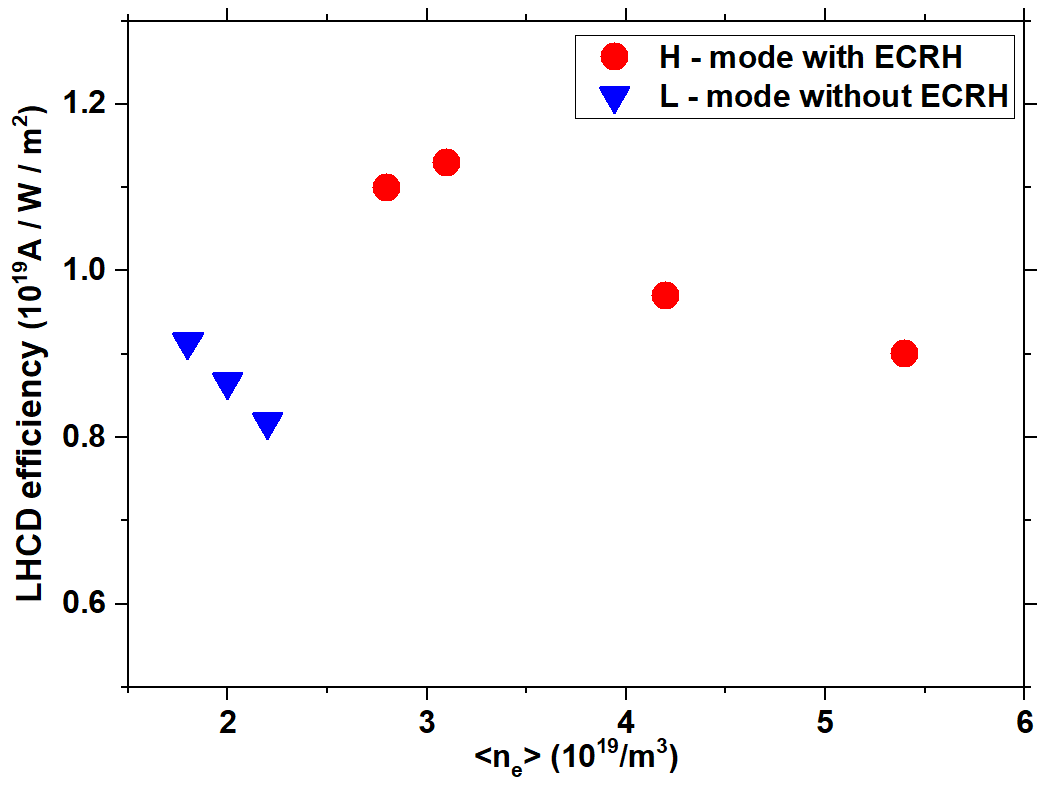 H - mode with ECRH
L - mode without ECRH
1.2
1.0
0.8
0.6
LHCD efficiency (10¹⁹A / W / m²)
2 3 4 5 6
<nₑ> (10¹⁹/m³)